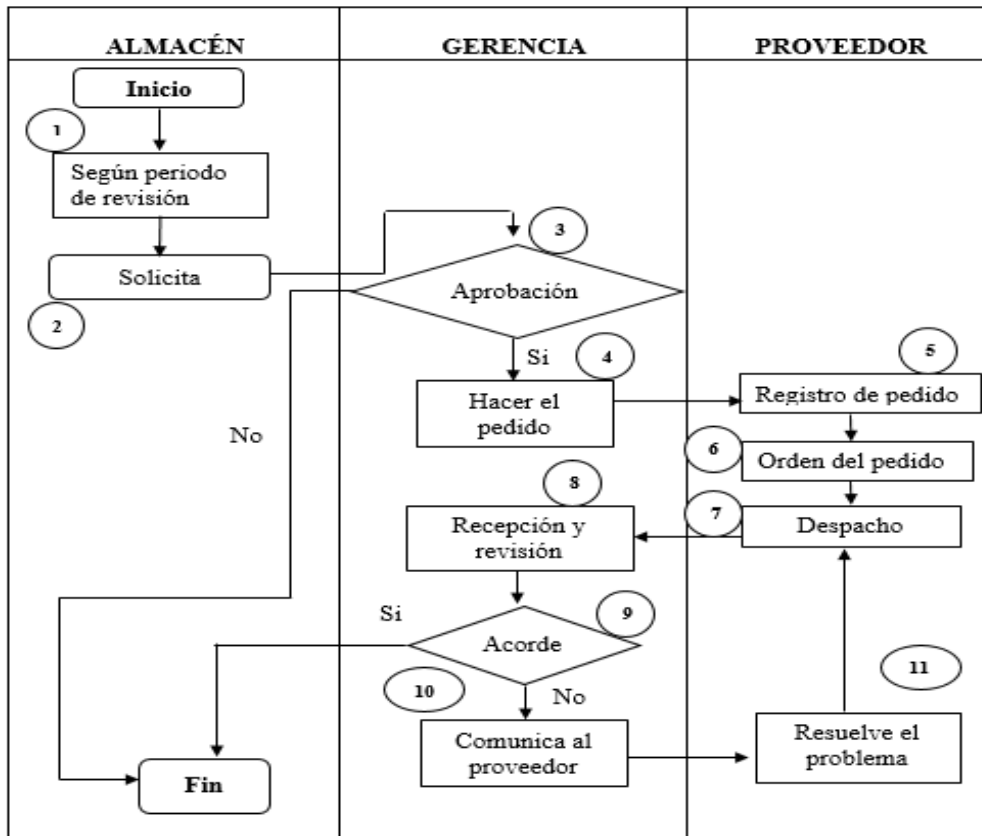 ALMACÉN
GERENCIA
PROVEEDOR
Inicio
1
Según periodo
de revisión
Solicita
2
3
Aprobación
Si
4
Hacer el
pedido
5
Registro de pedido
6
Orden del pedido
7
Despacho
No
8
Recepción y
revisión
Si
9
Acorde
10
No
11
Comunica al
proveedor
Resuelve el
problema
Fin